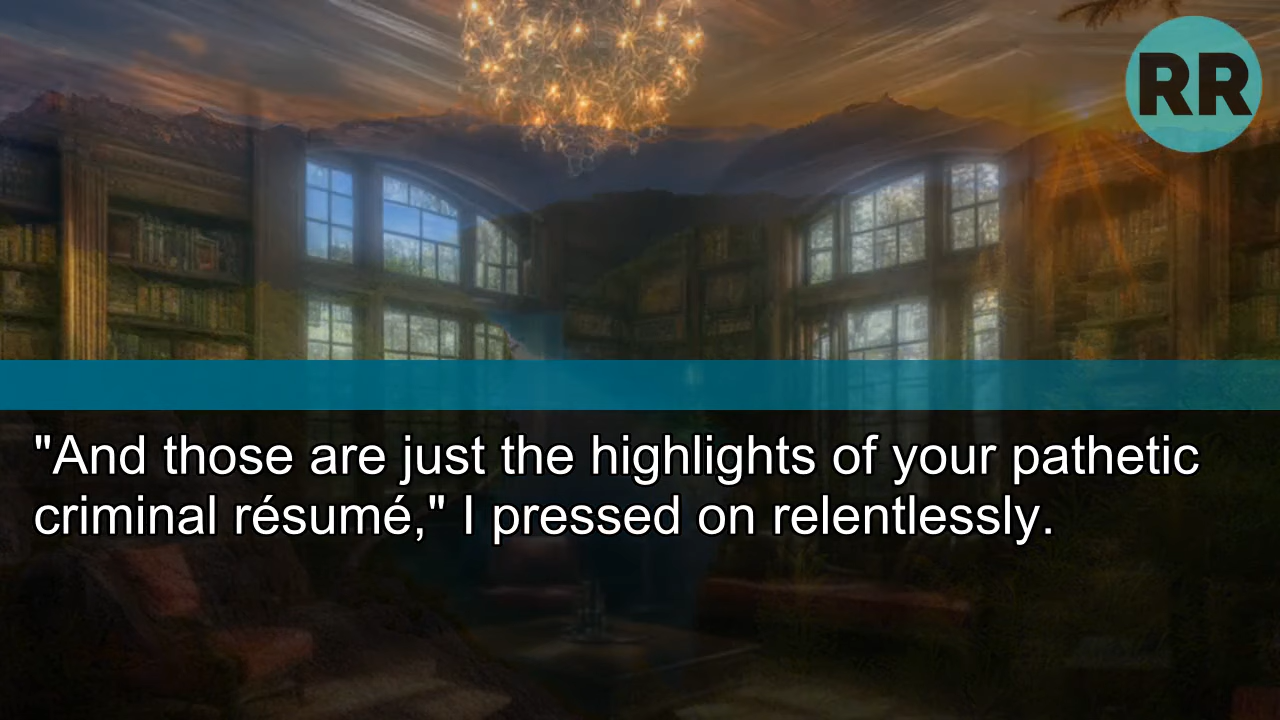 RR
"And those are just the highlights of your pathetic
criminal résumé," I pressed on relentlessly.